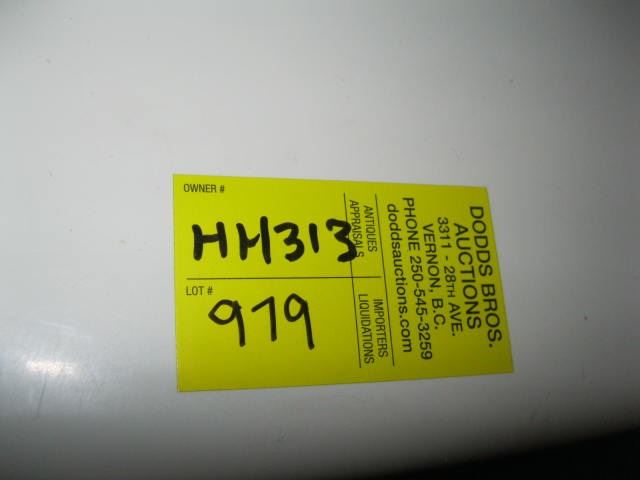 OWNER #
HH313
LOT #
979
ANTIQUES
APPRAISALS
IMPORTERS
LIQUIDATIONS
DODDS BROS.
AUCTIONS
3311 - 28TH AVE.
VERNON, B.C.
PHONE 250-545-3259
doddsauctions.com